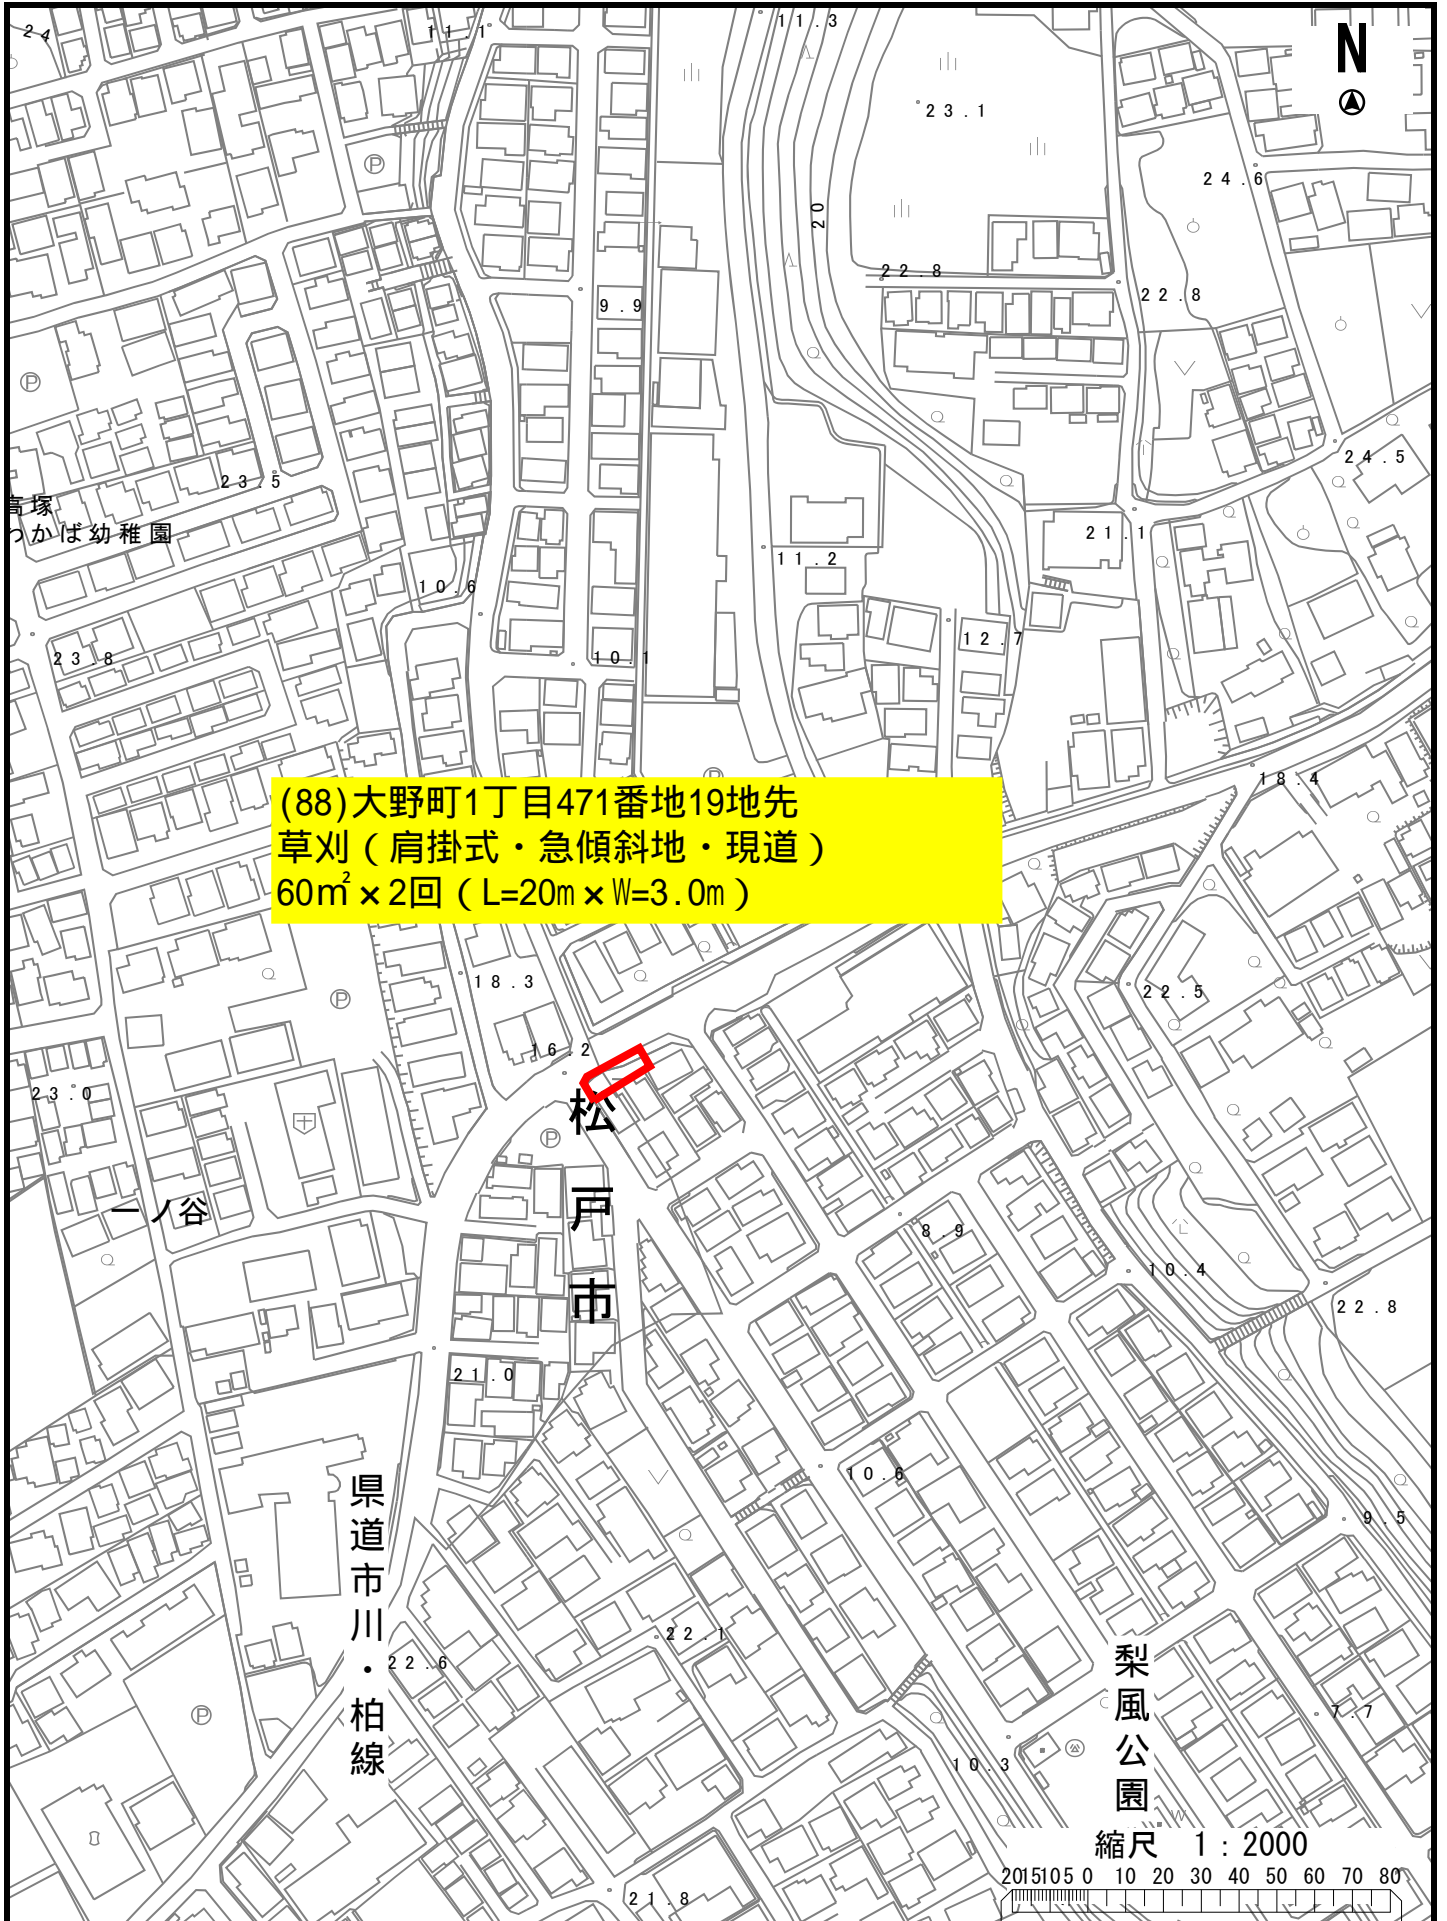 24
11.1
11.3
N
23.1
24.6
20
22.8
22.8
9.9
P
P
23.5
24.5
高塚
わかば幼稚園
21.1
11.2
10.6
12.7
23.8
10.1
P
18.4
(88)大野町1丁目471番地19地先
草刈（肩掛式・急傾斜地・現道）
60㎡×2回（L=20m×W=3.0m）
18.3
P
22.5
16.2
23.0
松戸市
P
一ノ谷
8.9
10.4
22.8
21.0
10.6
県道市川・柏線
9.5
22.1
22.6
梨風公園
P
7.7
10.3
W
縮尺　1：2000
20 15 10 5 0 10 20 30 40 50 60 70 80
21.8